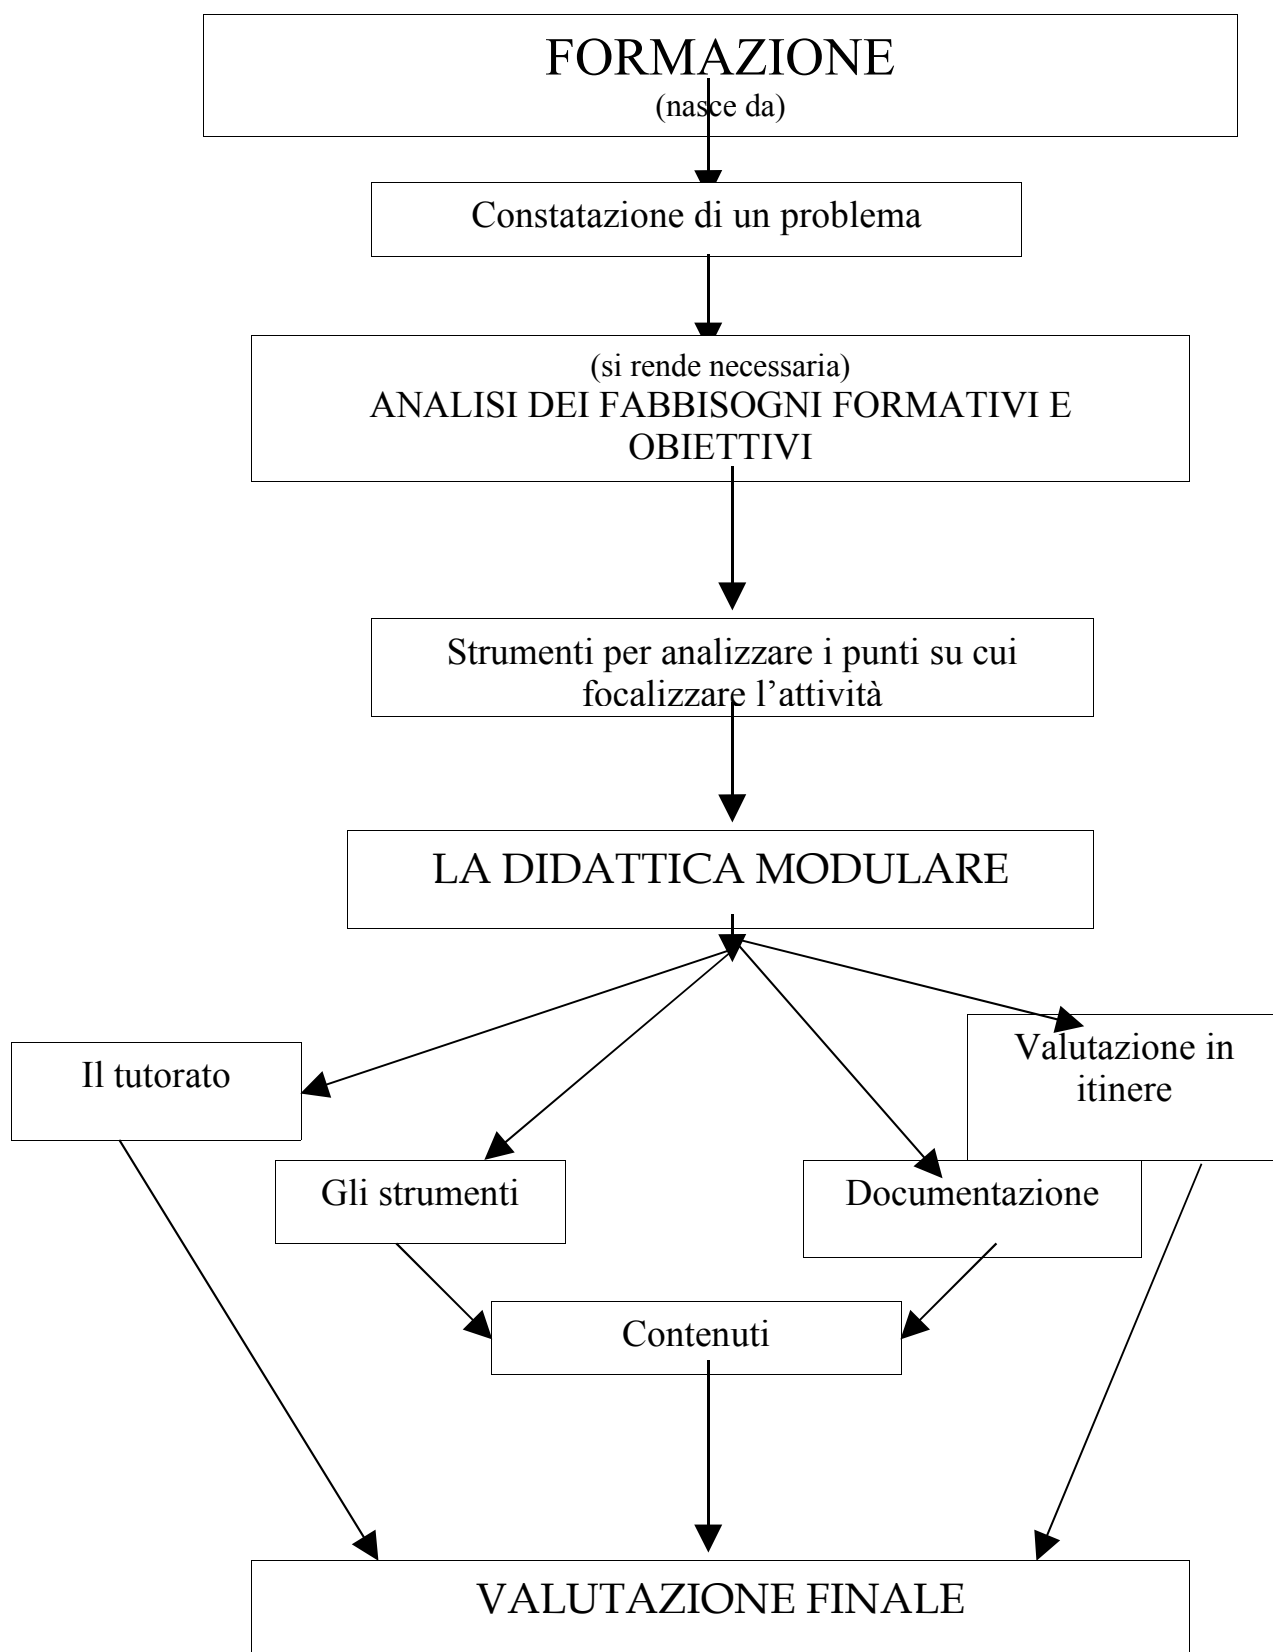 FORMAZIONE
(nasce da)
Constatazione di un problema
(si rende necessaria)
ANALISI DEI FABBISOGNI FORMATIVI E
OBIETTIVI
Strumenti per analizzare i punti su cui
focalizzare l’attività
LA DIDATTICA MODULARE
Valutazione in
itinere
Il tutorato
Gli strumenti
Documentazione
Contenuti
VALUTAZIONE FINALE